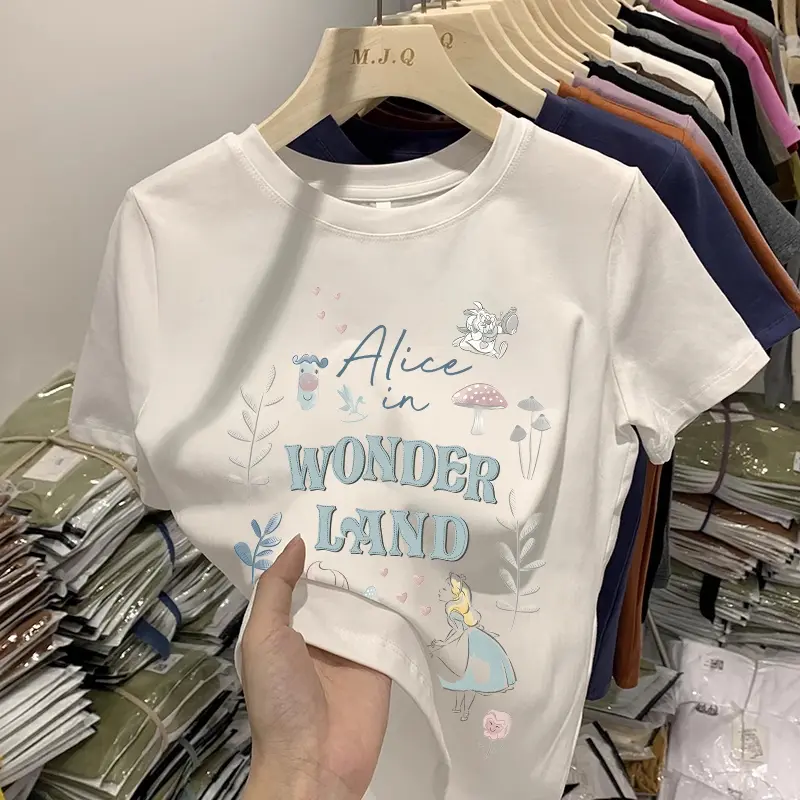 M.J.Q
Q
Alice
in
WONDER
LAND